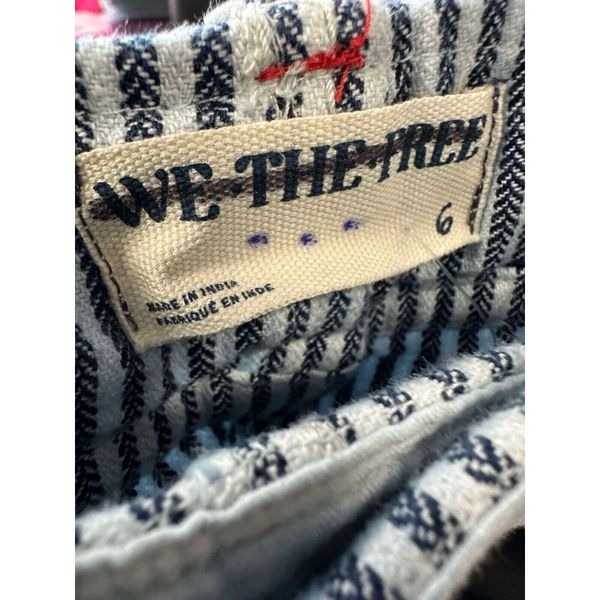 WE·THE·FREE
6
MADE IN INDIA
FABRIQUÉ EN INDE